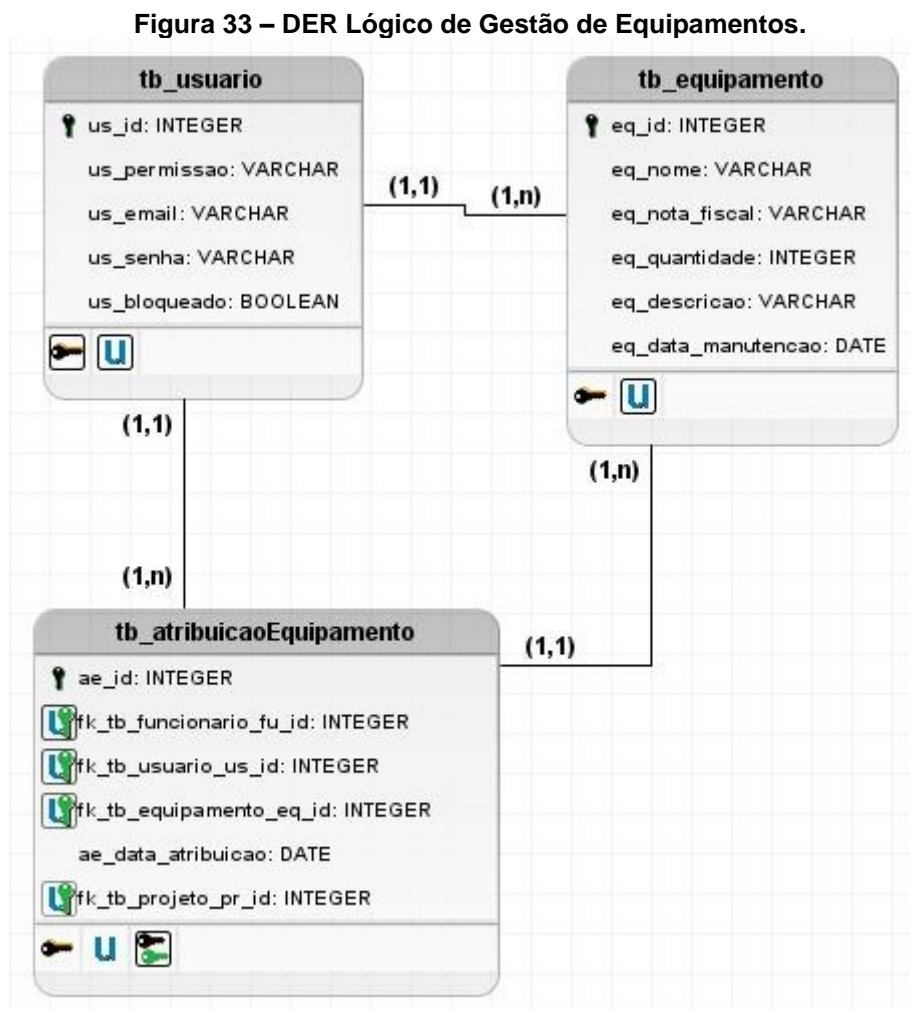 Figura 33 – DER Lógico de Gestão de Equipamentos.
tb_usuario
us_id: INTEGER
us_permissao: VARCHAR
us_email: VARCHAR
us_senha: VARCHAR
us_bloqueado: BOOLEAN
U
(1,1)
(1,n)
tb_equipamento
eq_id: INTEGER
eq_nome: VARCHAR
eq_nota_fiscal: VARCHAR
eq_quantidade: INTEGER
eq_descricao: VARCHAR
eq_data_manutencao: DATE
U
(1,1)
(1,n)
(1,n)
(1,1)
tb_atribuicaoEquipamento
ae_id: INTEGER
U fk_tb_funcionário_fu_id: INTEGER
U fk_tb_usuario_us_id: INTEGER
U fk_tb_equipamento_eq_id: INTEGER
ae_data_atribuicao: DATE
U fk_tb_projeto_pr_id: INTEGER
U